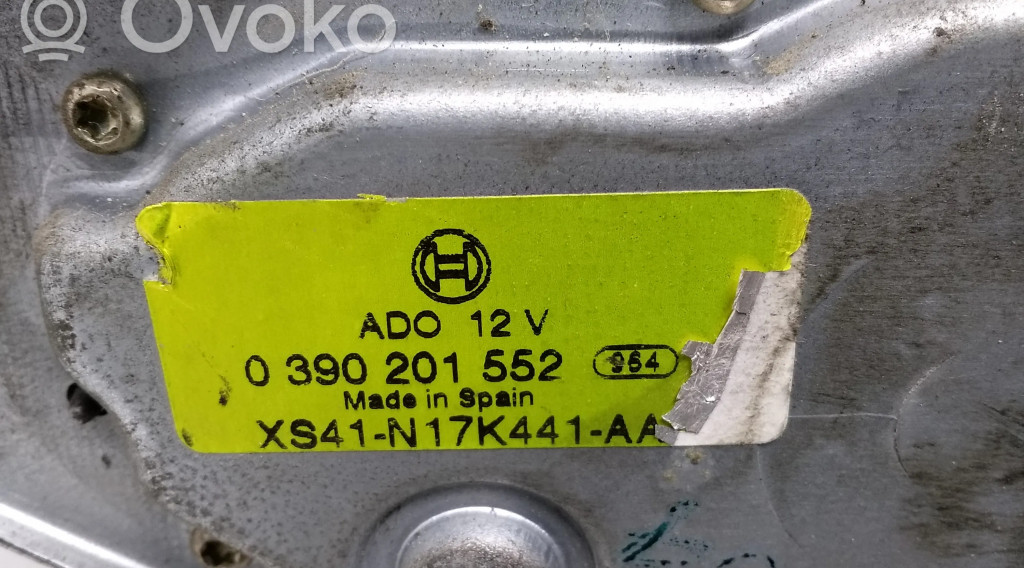 Ovoko
ADO 12 V
0 390 201 552 964
Made in Spain
XS41-N17K441-AA